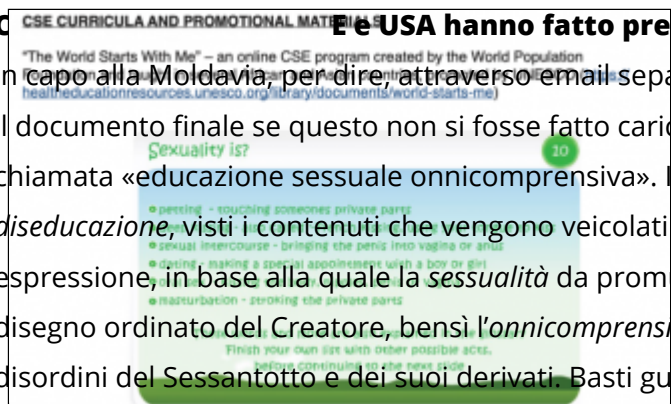 CSE CURRICULA AND PROMOTIONAL MATERIALS
E e USA hanno fatto pre
"The World Starts With Me" – an online CSE program created by the World Population
n capo alla Moldavia, per dire, attraverso email sepa
healtheducationresources.unesco.org/library/documents/world-starts-me)
l documento finale se questo non si fosse fatto caric
Sexuality is? 20
chiamata «educazione sessuale onnicomprensiva». I
petting - touching someones private parts
diseducazione, visti i contenuti che vengono veicolati
sexual intercourse - bringing the penis into vagina or anus
dating - making a special appointment with a boy or girl
espressione, in base alla quale la sessualità da prom
masturbation - stroking the private parts
disegno ordinato del Creatore, bensì l'onnicomprensi
Finish your own list with other possible acts,
before continuing to the next slide
disordini del Sessantotto e dei suoi derivati. Basti gu